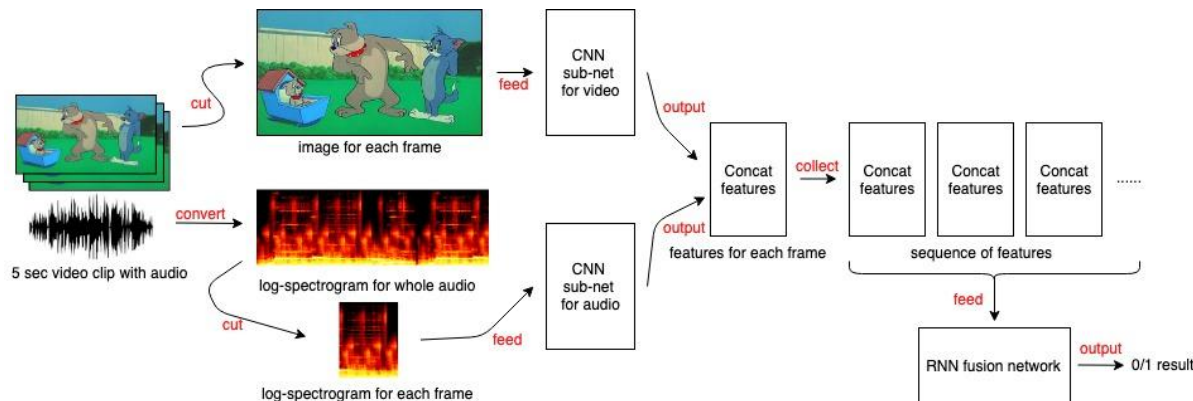 cut
image for each frame
feed
CNN
sub-net
for video
output
convert
5 sec video clip with audio
log-spectrogram for whole audio
cut
log-spectrogram for each frame
feed
CNN
sub-net
for audio
output
Concat
features
features for each frame
collect
Concat
features
Concat
features
Concat
features
......
sequence of features
feed
RNN fusion network
output
0/1 result